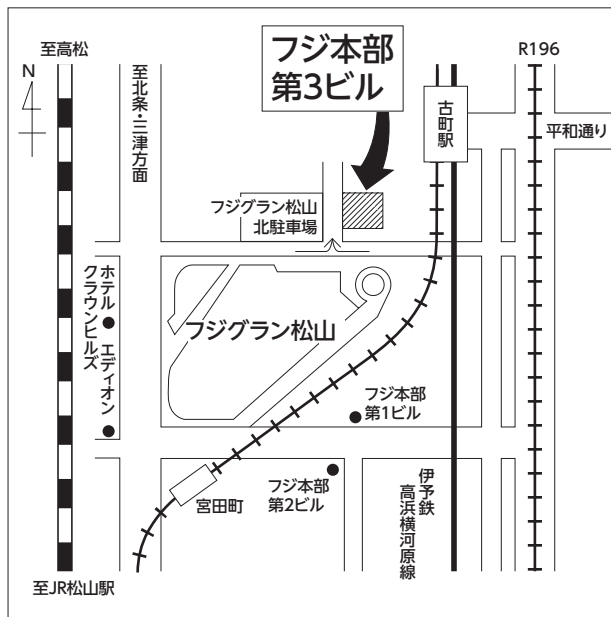 至高松
N
至北条・三津方面
フジ本部
第3ビル
R196
古町駅
平和通り
フジグラン松山
北駐車場
ホテル
クラウンヒルズ
エディオン
フジグラン松山
フジ本部
第1ビル
フジ本部
第2ビル
宮田町
伊予鉄
高浜横河原線
至JR松山駅